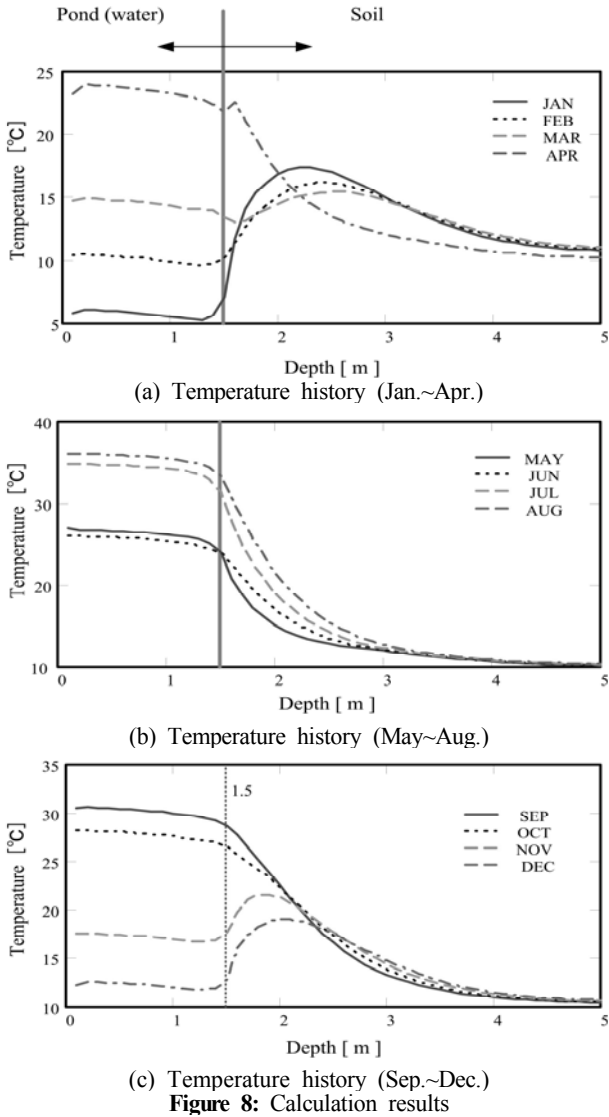 Pond (water) Soil
25
20
15
10
5
Temperature [℃]
JAN
FEB
MAR
APR
0 1 2 3 4 5
Depth [ m ]
(a) Temperature history (Jan.~Apr.)
40
30
20
10
Temperature [℃]
MAY
JUN
JUL
AUG
0 1 2 3 4 5
Depth [ m ]
(b) Temperature history (May~Aug.)
35
30
25
20
15
10
Temperature [℃]
1.5
SEP
OCT
NOV
DEC
0 1 2 3 4 5
Depth [ m ]
(c) Temperature history (Sep.~Dec.)
Figure 8: Calculation results